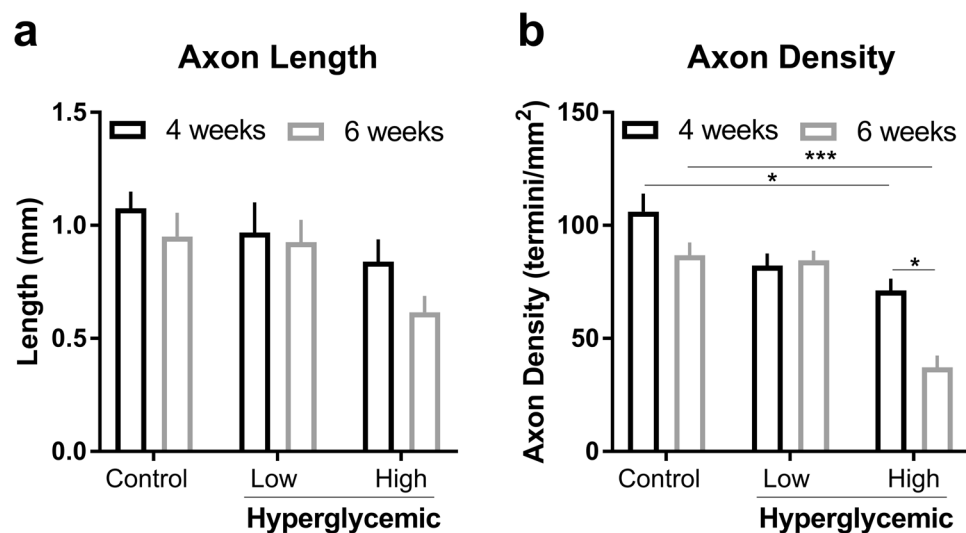 a
Axon Length
4 weeks
6 weeks
Length (mm)
1.5
1.0
0.5
0.0
Control
Low
High
Hyperglycemic
b
Axon Density
4 weeks
6 weeks
Axon Density (termini/mm²)
150
100
50
0
***
*
*
Control
Low
High
Hyperglycemic